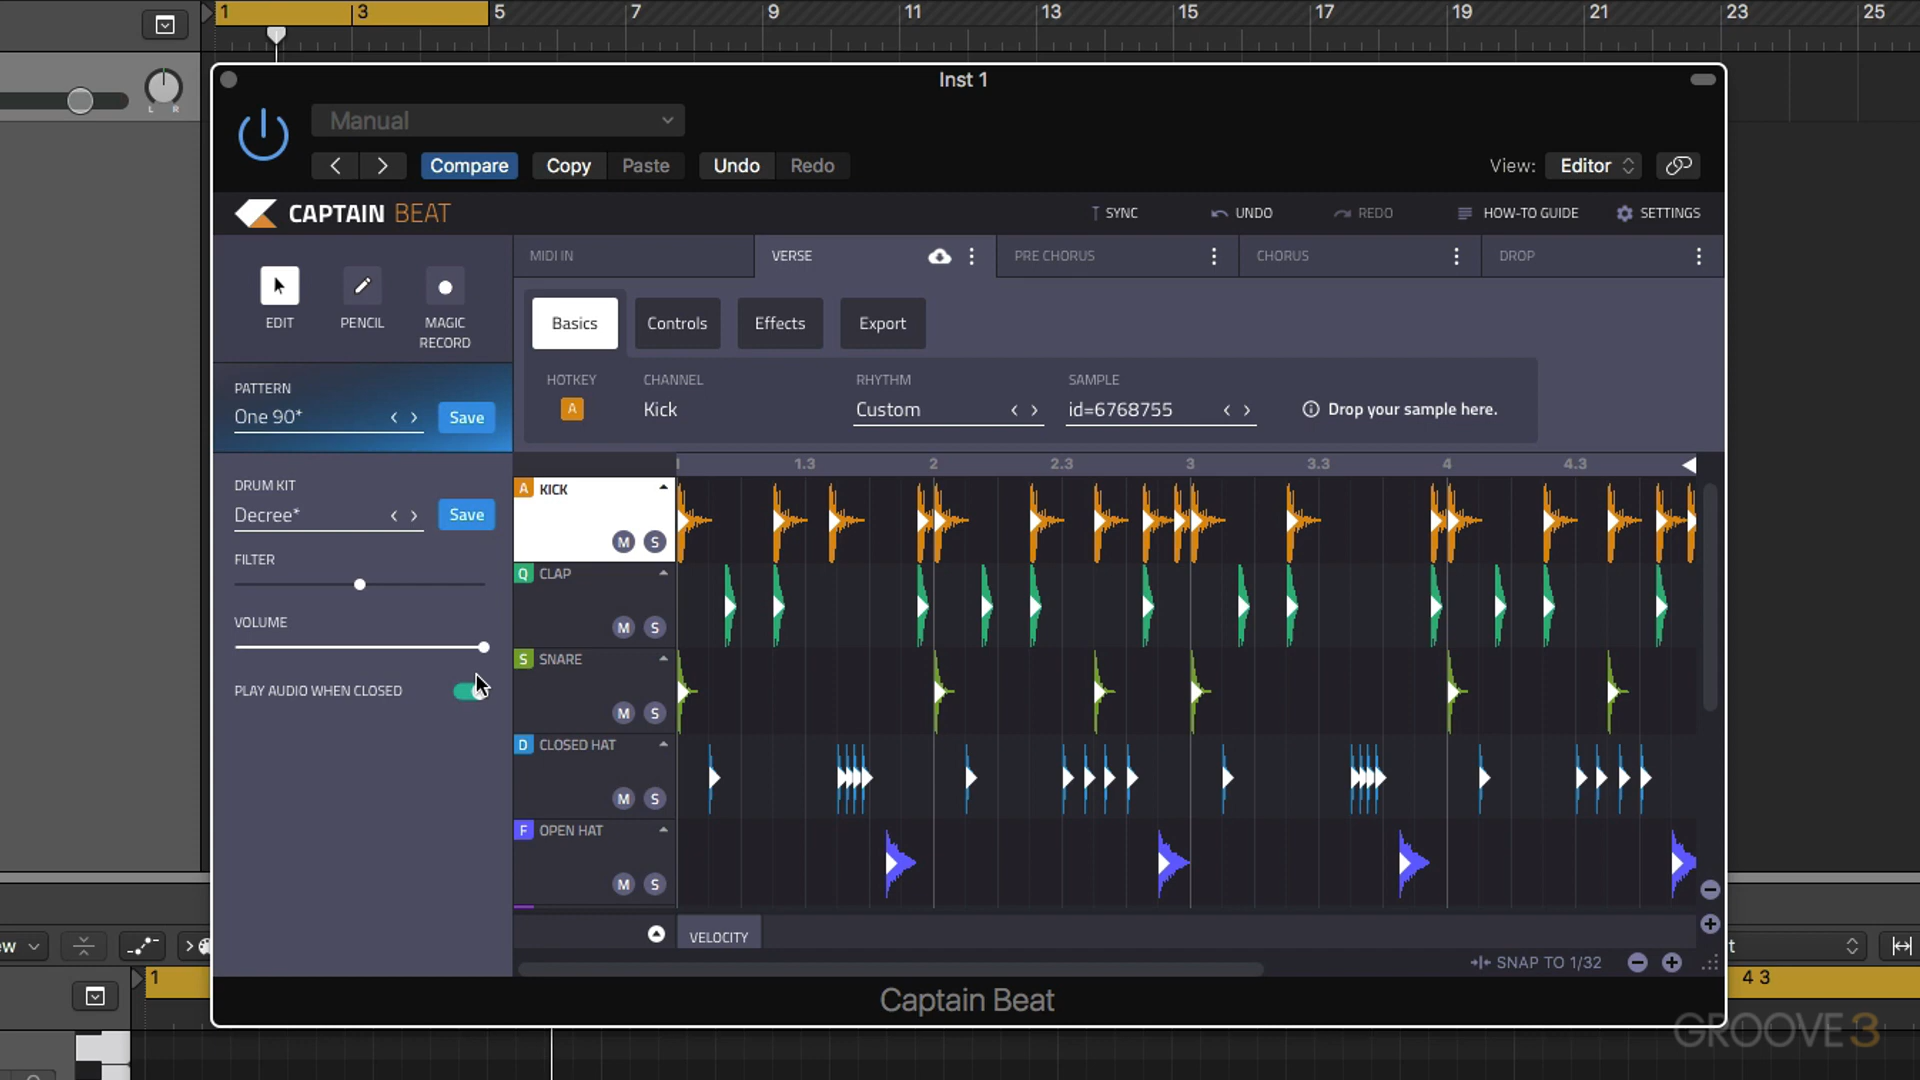 1 3 5 7 9 11 13 15 17 19 21 23 25
L R
Inst 1
Manual
Compare Copy Paste Undo Redo View: Editor
CAPTAIN BEAT SYNC UNDO REDO HOW-TO GUIDE SETTINGS
MIDI IN VERSE PRE CHORUS CHORUS DROP
EDIT PENCIL MAGIC RECORD
Basics Controls Effects Export
HOTKEY CHANNEL RHYTHM SAMPLE
A Kick Custom id=6768755 Drop your sample here.
PATTERN
One 90* Save
DRUM KIT
Decree* Save
FILTER
VOLUME
PLAY AUDIO WHEN CLOSED
1.3 2 2.3 3 3.3 4 4.3
A KICK
M S
Q CLAP
M S
S SNARE
M S
D CLOSED HAT
M S
F OPEN HAT
M S
VELOCITY
SNAP TO 1/32
Captain Beat
1
4 3
GROOVE 3